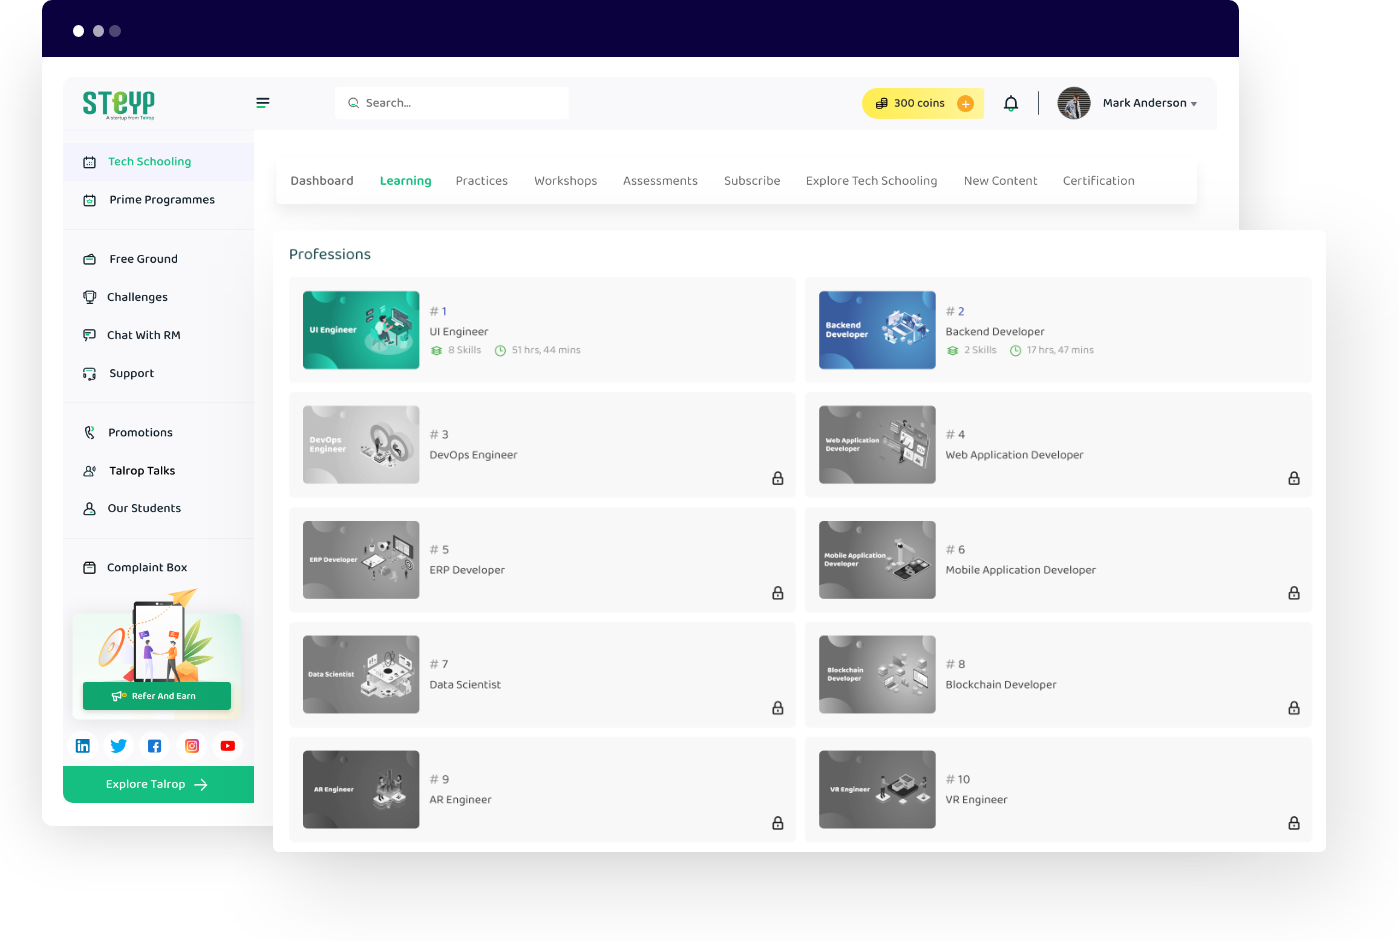 STEYP
A startup from Talrop
Search...
300 coins
Mark Anderson
Tech Schooling
Prime Programmes
Free Ground
Challenges
Chat With RM
Support
Promotions
Talrop Talks
Our Students
Complaint Box
Refer And Earn
Explore Talrop
Dashboard Learning Practices Workshops Assessments Subscribe Explore Tech Schooling New Content Certification
Professions
UI Engineer
# 1
UI Engineer
8 Skills 51 hrs, 44 mins
Backend
Developer
# 2
Backend Developer
2 Skills 17 hrs, 47 mins
DevOps
Engineer
# 3
DevOps Engineer
Web Application
Developer
# 4
Web Application Developer
ERP Developer
# 5
ERP Developer
Mobile Application
Developer
# 6
Mobile Application Developer
Data Scientist
# 7
Data Scientist
Blockchain
Developer
# 8
Blockchain Developer
AR Engineer
# 9
AR Engineer
VR Engineer
# 10
VR Engineer